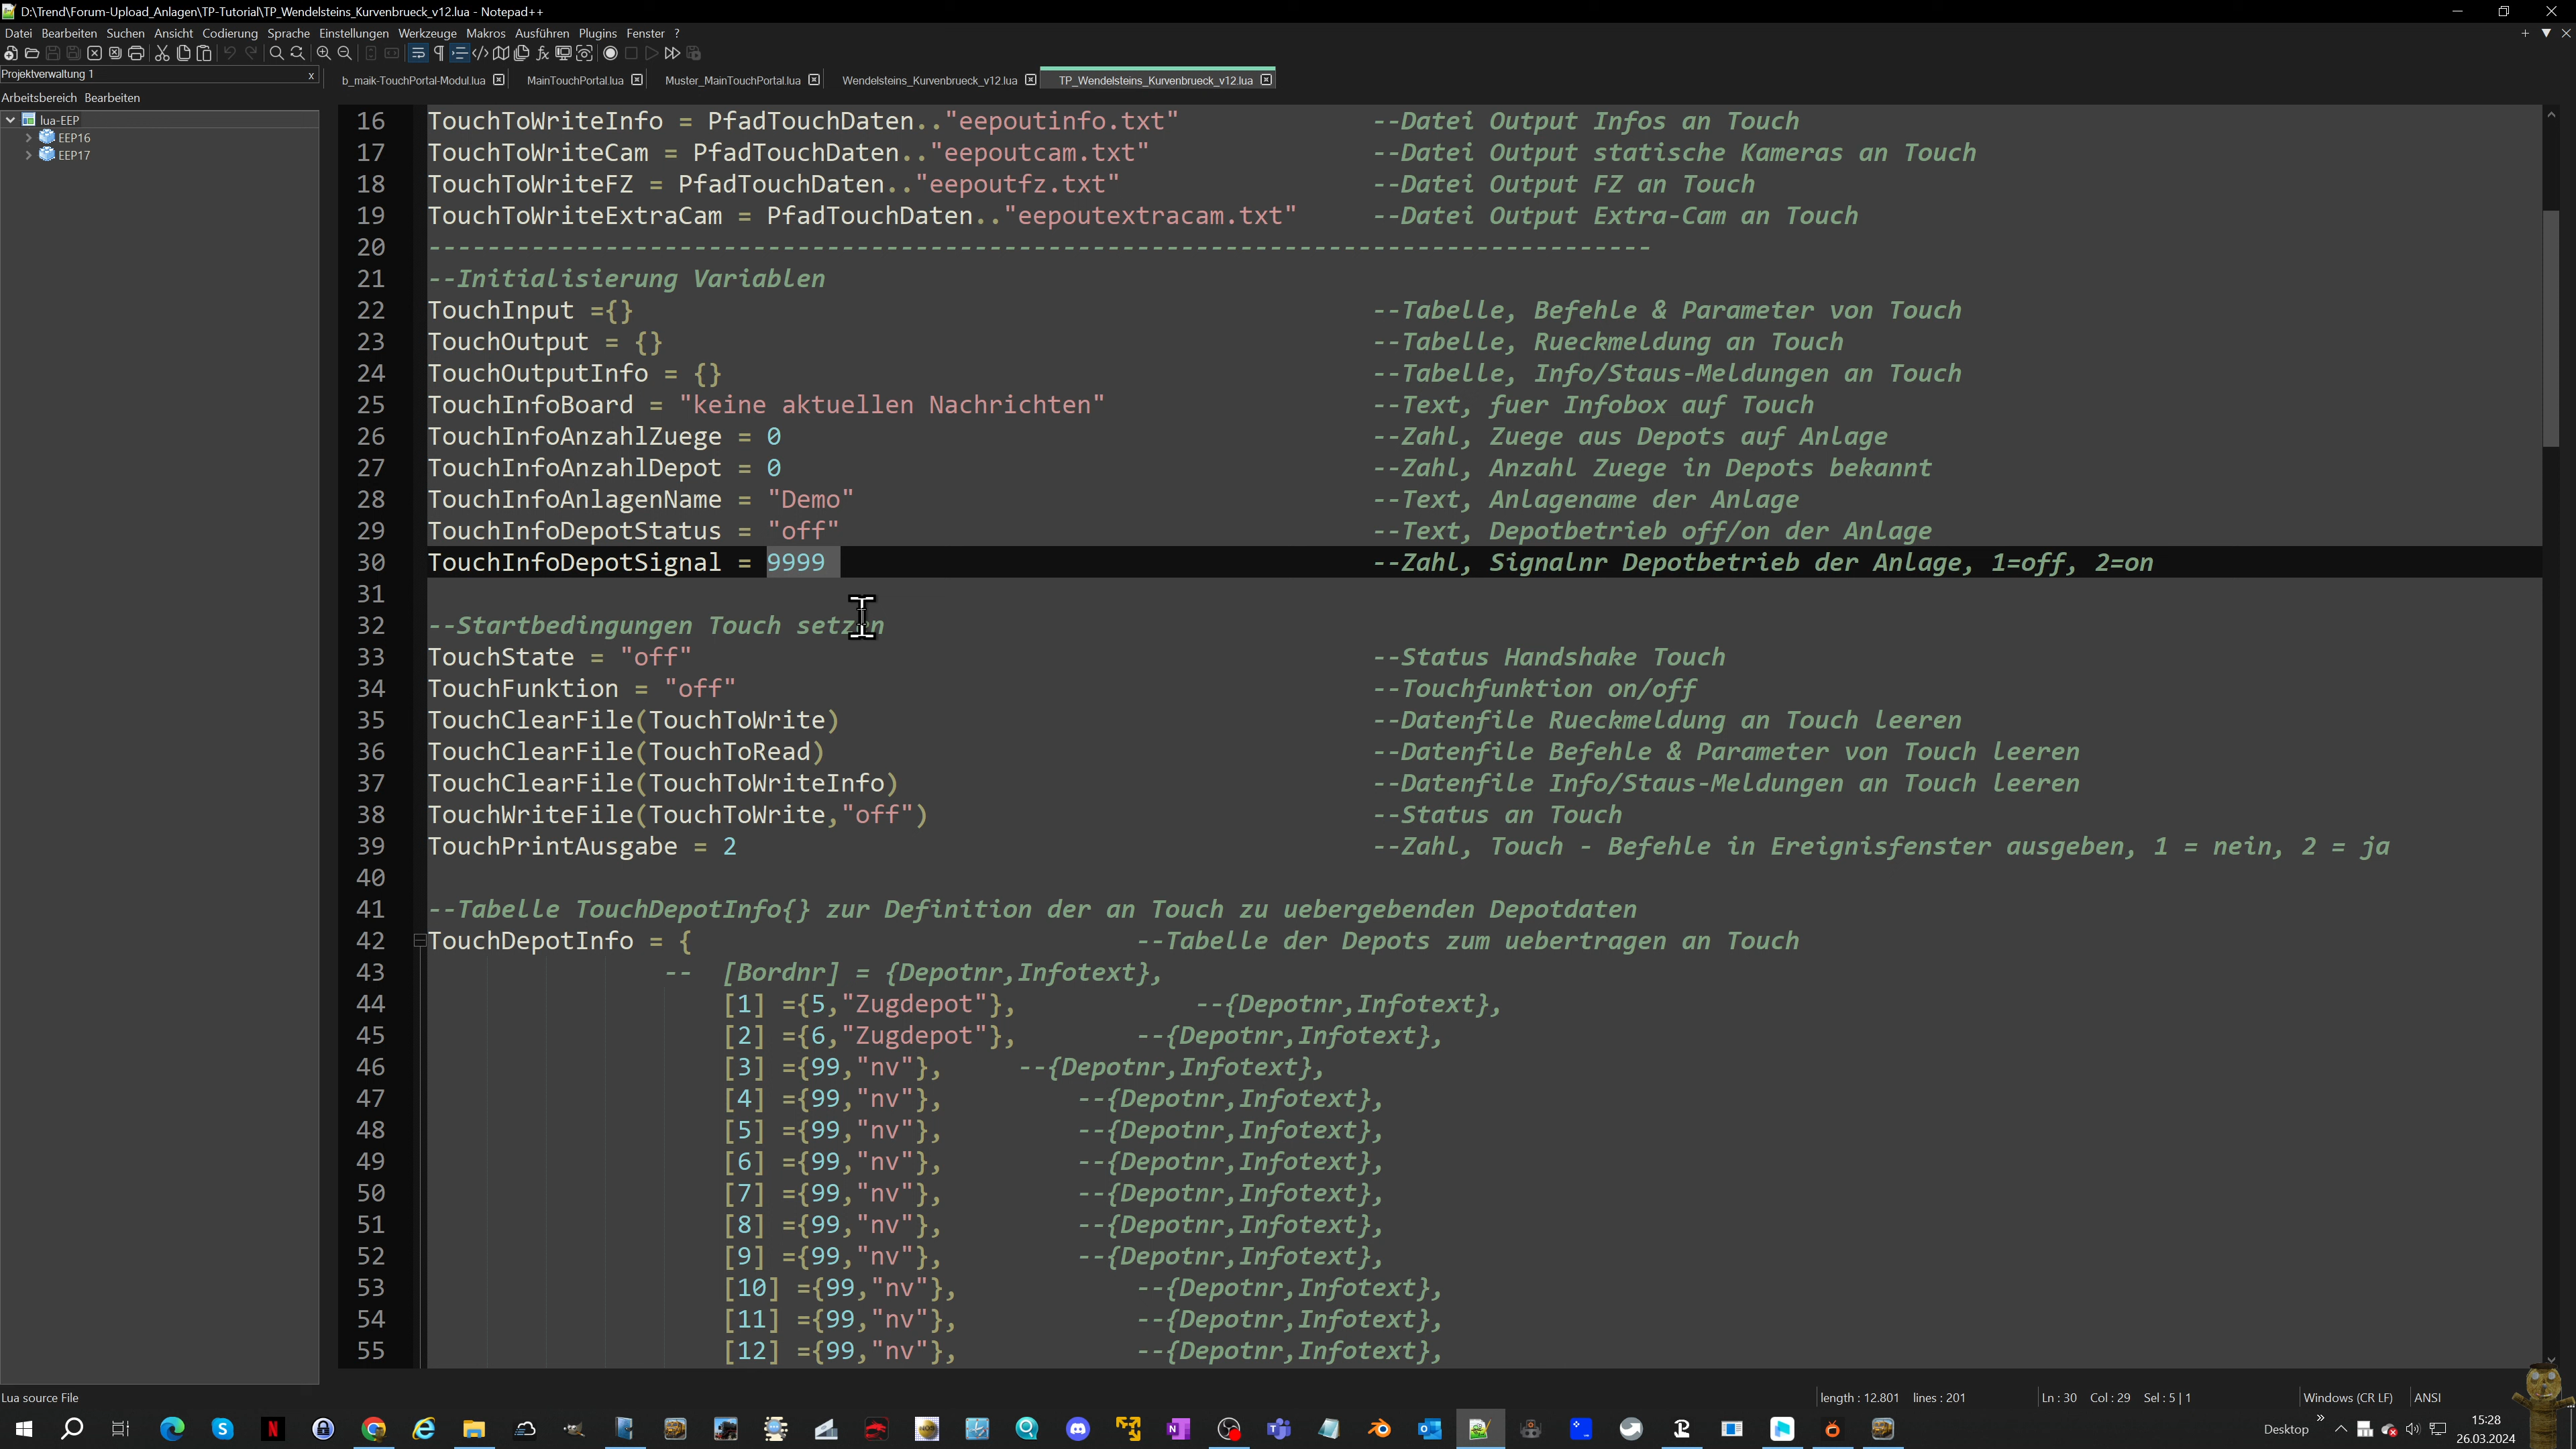 D:\Trend\Forum-Upload_Anlagen\TP-Tutorial\TP_Wendelsteins_Kurvenbrueck_v12.lua - Notepad++
Datei Bearbeiten Suchen Ansicht Codierung Sprache Einstellungen Werkzeuge Makros Ausführen Plugins Fenster ?
Projektverwaltung 1 x
b_maik-TouchPortal-Modul.lua MainTouchPortal.lua Muster_MainTouchPortal.lua Wendelsteins_Kurvenbrueck_v12.lua TP_Wendelsteins_Kurvenbrueck_v12.lua
Arbeitsbereich Bearbeiten
lua-EEP
EEP16
EEP17
16 TouchToWriteInfo = PfadTouchDaten.."eepoutinfo.txt" --Datei Output Infos an Touch
17 TouchToWriteCam = PfadTouchDaten.."eepoutcam.txt" --Datei Output statische Kameras an Touch
18 TouchToWriteFZ = PfadTouchDaten.."eepoutfz.txt" --Datei Output FZ an Touch
19 TouchToWriteExtraCam = PfadTouchDaten.."eepoutextracam.txt" --Datei Output Extra-Cam an Touch
20 -----------------------------------------------------------------------------------
21 --Initialisierung Variablen
22 TouchInput ={} --Tabelle, Befehle & Parameter von Touch
23 TouchOutput = {} --Tabelle, Rueckmeldung an Touch
24 TouchOutputInfo = {} --Tabelle, Info/Staus-Meldungen an Touch
25 TouchInfoBoard = "keine aktuellen Nachrichten" --Text, fuer Infobox auf Touch
26 TouchInfoAnzahlZuege = 0 --Zahl, Zuege aus Depots auf Anlage
27 TouchInfoAnzahlDepot = 0 --Zahl, Anzahl Zuege in Depots bekannt
28 TouchInfoAnlagenName = "Demo" --Text, Anlagename der Anlage
29 TouchInfoDepotStatus = "off" --Text, Depotbetrieb off/on der Anlage
30 TouchInfoDepotSignal = 9999 --Zahl, Signalnr Depotbetrieb der Anlage, 1=off, 2=on
31
32 --Startbedingungen Touch setzen
33 TouchState = "off" --Status Handshake Touch
34 TouchFunktion = "off" --Touchfunktion on/off
35 TouchClearFile(TouchToWrite) --Datenfile Rueckmeldung an Touch leeren
36 TouchClearFile(TouchToRead) --Datenfile Befehle & Parameter von Touch leeren
37 TouchClearFile(TouchToWriteInfo) --Datenfile Info/Staus-Meldungen an Touch leeren
38 TouchWriteFile(TouchToWrite,"off") --Status an Touch
39 TouchPrintAusgabe = 2 --Zahl, Touch - Befehle in Ereignisfenster ausgeben, 1 = nein, 2 = ja
40
41 --Tabelle TouchDepotInfo{} zur Definition der an Touch zu uebergebenden Depotdaten
42 TouchDepotInfo = { --Tabelle der Depots zum uebertragen an Touch
43 -- [Bordnr] = {Depotnr,Infotext},
44 [1] ={5,"Zugdepot"}, --{Depotnr,Infotext},
45 [2] ={6,"Zugdepot"}, --{Depotnr,Infotext},
46 [3] ={99,"nv"}, --{Depotnr,Infotext},
47 [4] ={99,"nv"}, --{Depotnr,Infotext},
48 [5] ={99,"nv"}, --{Depotnr,Infotext},
49 [6] ={99,"nv"}, --{Depotnr,Infotext},
50 [7] ={99,"nv"}, --{Depotnr,Infotext},
51 [8] ={99,"nv"}, --{Depotnr,Infotext},
52 [9] ={99,"nv"}, --{Depotnr,Infotext},
53 [10] ={99,"nv"}, --{Depotnr,Infotext},
54 [11] ={99,"nv"}, --{Depotnr,Infotext},
55 [12] ={99,"nv"}, --{Depotnr,Infotext},
Lua source File length : 12.801 lines : 201 Ln : 30 Col : 29 Sel : 5 | 1 Windows (CR LF) ANSI
Desktop 15:28
26.03.2024